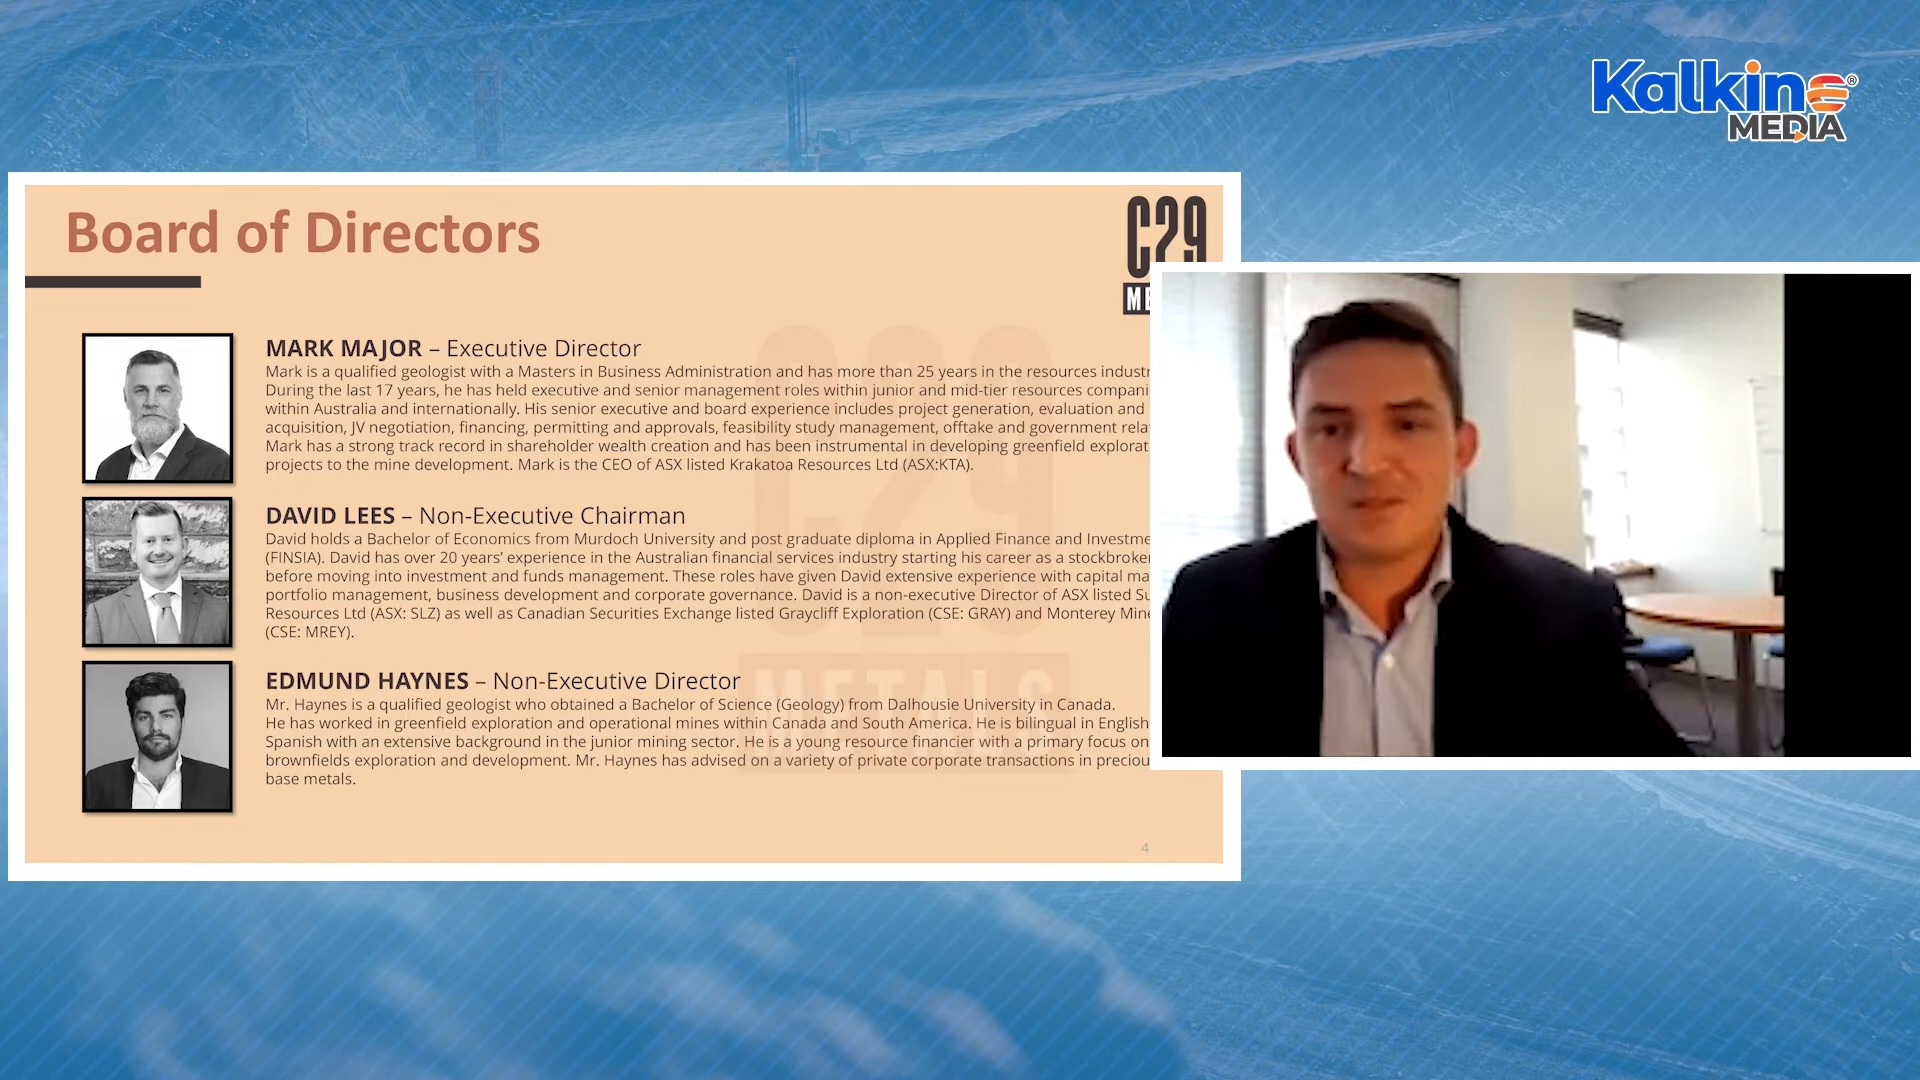 Kalkine®
MEDIA
Board of Directors
C29
MARK MAJOR – Executive Director
Mark is a qualified geologist with a Masters in Business Administration and has more than 25 years in the resources
During the last 17 years, he has held executive and senior management roles within junior and mid-tier resources
within Australia and internationally. His senior executive and board experience includes project generation, evaluation and
acquisition, JV negotiation, financing, permitting and approvals, feasibility study management, offtake and government
Mark has a strong track record in shareholder wealth creation and has been instrumental in developing greenfield
projects to the mine development. Mark is the CEO of ASX listed Krakatoa Resources Ltd (ASX:KTA).
DAVID LEES – Non-Executive Chairman
David holds a Bachelor of Economics from Murdoch University and post graduate diploma in Applied Finance and
(FINSIA). David has over 20 years’ experience in the Australian financial services industry starting his career as a stockbroker
before moving into investment and funds management. These roles have given David extensive experience with capital
portfolio management, business development and corporate governance. David is a non-executive Director of ASX listed
Resources Ltd (ASX: SLZ) as well as Canadian Securities Exchange listed Graycliff Exploration (CSE: GRAY) and Monterey
(CSE: MREY).
EDMUND HAYNES – Non-Executive Director
Mr. Haynes is a qualified geologist who obtained a Bachelor of Science (Geology) from Dalhousie University in Canada.
He has worked in greenfield exploration and operational mines within Canada and South America. He is bilingual in English
Spanish with an extensive background in the junior mining sector. He is a young resource financier with a primary focus on
brownfields exploration and development. Mr. Haynes has advised on a variety of private corporate transactions in
base metals.
C29
METALS
4